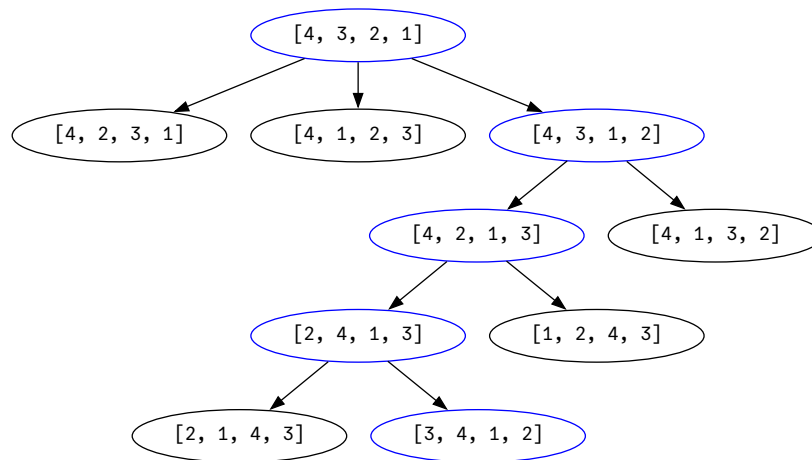 [4, 3, 2, 1]
[4, 2, 3, 1]
[4, 1, 2, 3]
[4, 3, 1, 2]
[4, 2, 1, 3]
[4, 1, 3, 2]
[2, 4, 1, 3]
[1, 2, 4, 3]
[2, 1, 4, 3]
[3, 4, 1, 2]